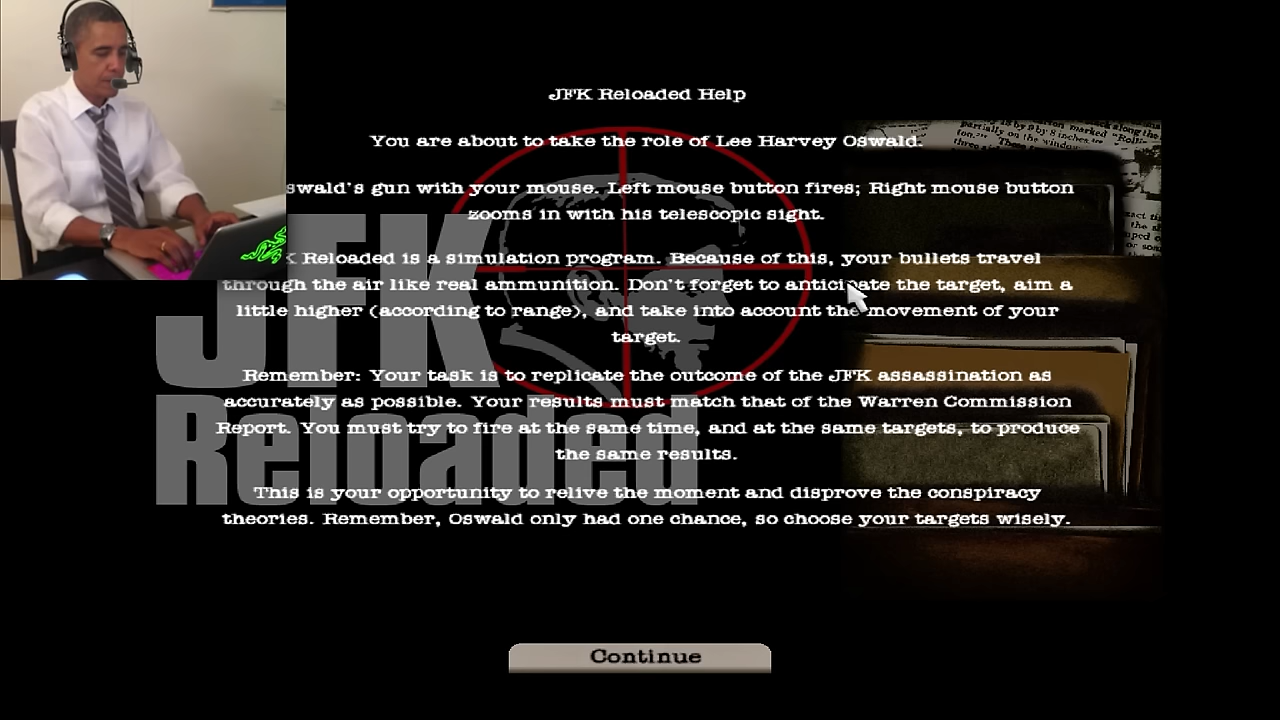 JFK Reloaded Help
You are about to take the role of Lee Harvey Oswald.
swald's gun with your mouse. Left mouse button fires; Right mouse button
zooms in with his telescopic sight.
K Reloaded is a simulation program. Because of this, your bullets travel
through the air like real ammunition. Don't forget to anticipate the target, aim a
little higher (according to range), and take into account the movement of your
target.
Remember: Your task is to replicate the outcome of the JFK assassination as
accurately as possible. Your results must match that of the Warren Commission
Report. You must try to fire at the same time, and at the same targets, to produce
the same results.
This is your opportunity to relive the moment and disprove the conspiracy
theories. Remember, Oswald only had one chance, so choose your targets wisely.
JFK
Reloaded
Continue